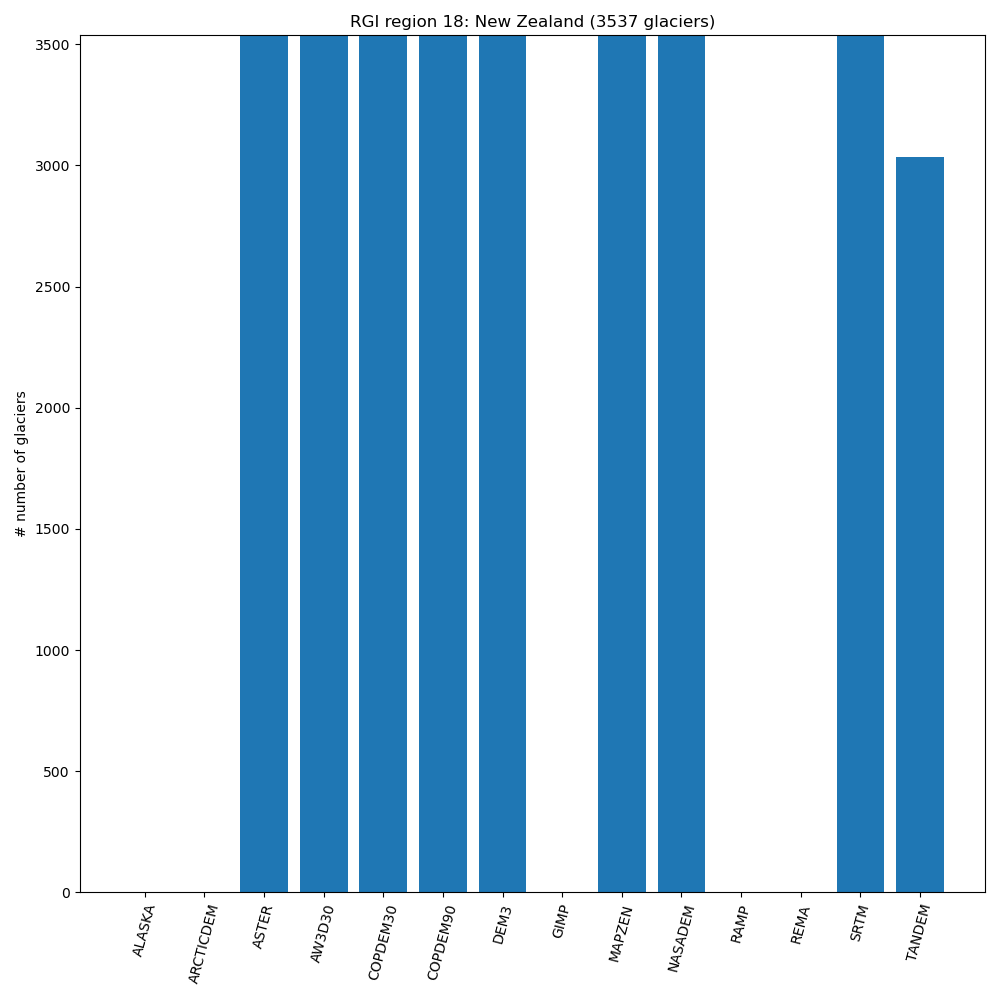 RGI region 18: New Zealand (3537 glaciers)
# number of glaciers
3500
3000
2500
2000
1500
1000
500
0
ALASKA
ARCTICDEM
ASTER
AW3D30
COPDEM30
COPDEM90
DEM3
GIMP
MAPZEN
NASADEM
RAMP
REMA
SRTM
TANDEM